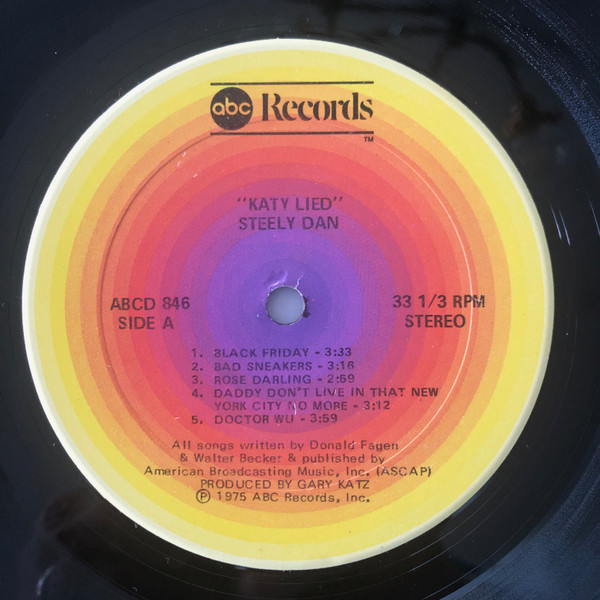 abc Records
TM
"KATY LIED"
STEELY DAN
ABCD 846
SIDE A
33 1/3 RPM
STEREO
1. BLACK FRIDAY - 3:33
2. BAD SNEAKERS - 3:16
3. ROSE DARLING - 2:59
4. DADDY DON'T LIVE IN THAT NEW
YORK CITY NO MORE - 3:12
5. DOCTOR WU - 3:59
All songs written by Donald Fagen
& Walter Becker & published by
American Broadcasting Music, Inc. (ASCAP)
PRODUCED BY GARY KATZ
℗ 1975 ABC Records, Inc.